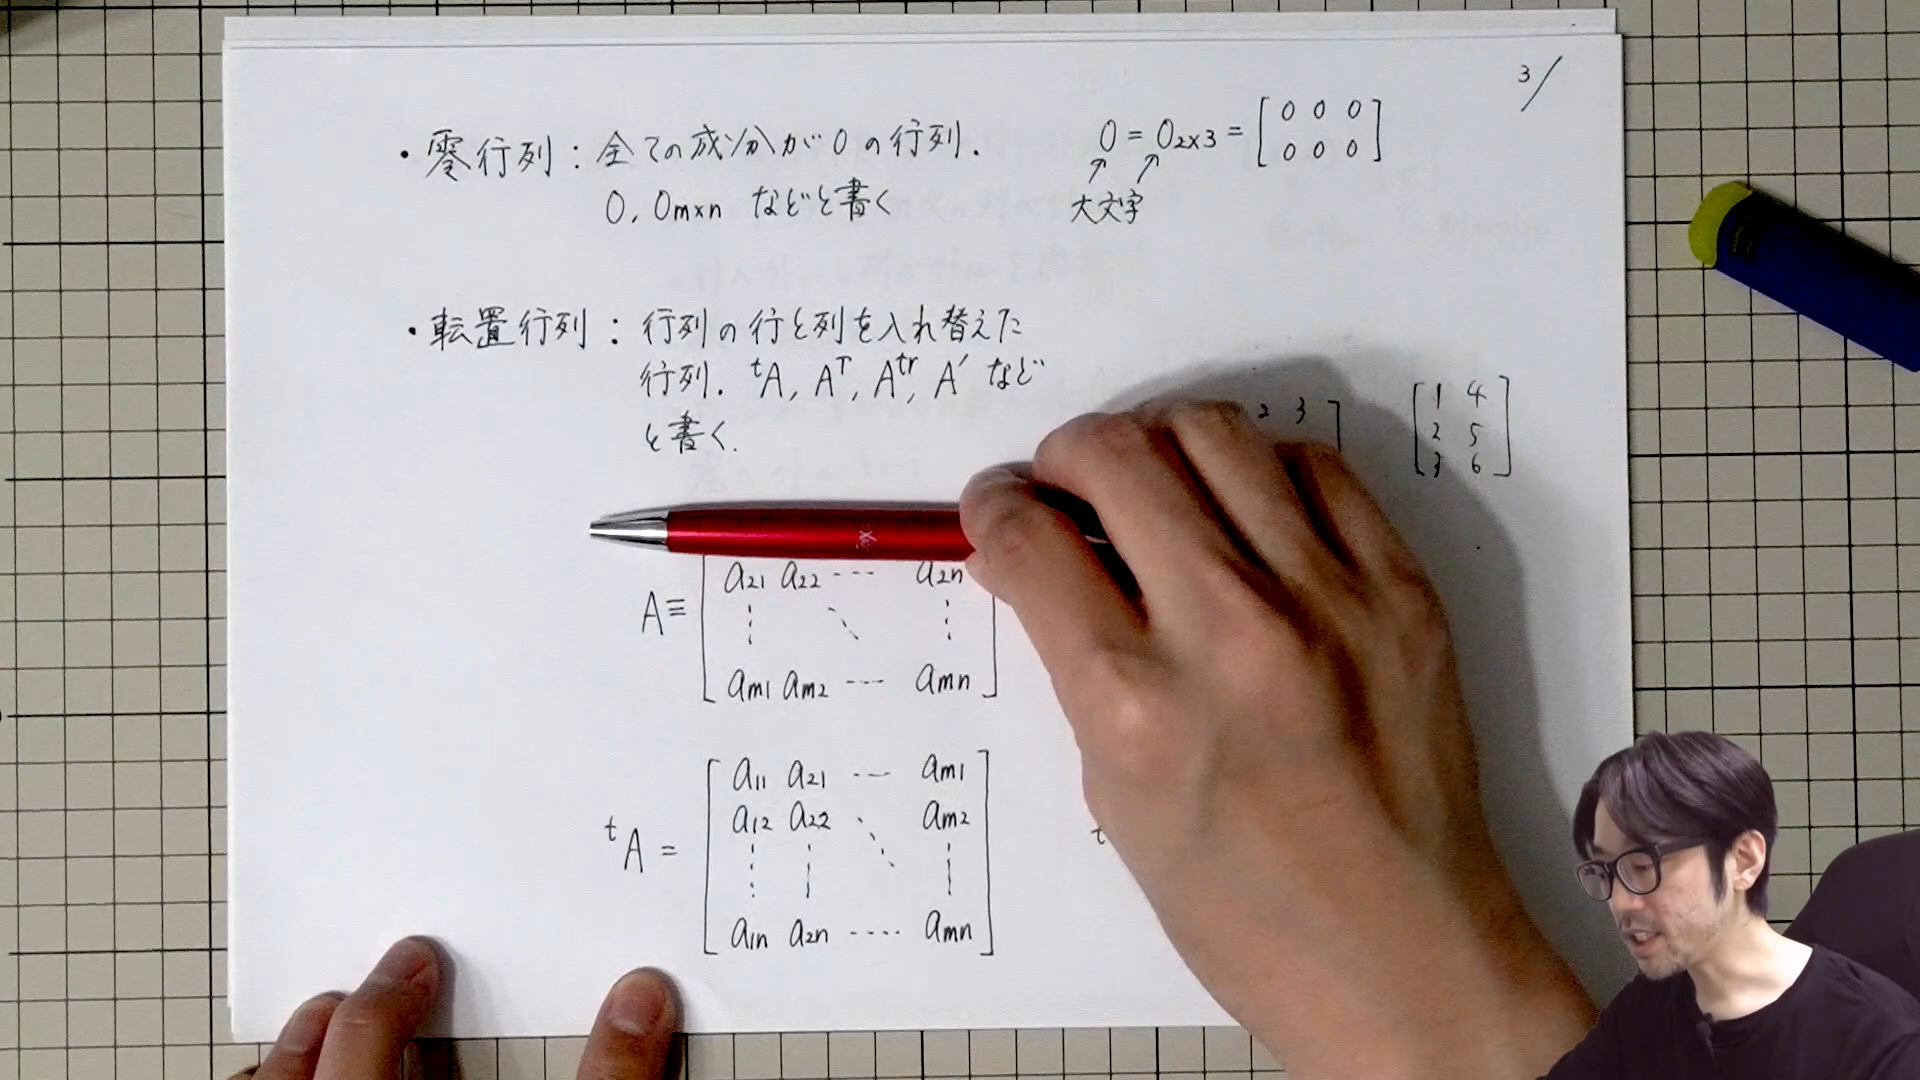 3/
・零行列：全ての成分が0の行列.
O, Om×n などと書く
O = O2×3 = [0 0 0
0 0 0]
↑ ↑
大文字
・転置行列：行列の行と列を入れ替えた
行列. ᵗA, Aᵀ, Aᵗʳ, A′ など
と書く.
2 3
[1 4
2 5
3 6]
A≡ [
a21 a22 --- a2n
am1 am2 ---- amn]
ᵗA = [
a11 a21 --- am1
a12 a22 am2
a1n a2n ---- amn]
t